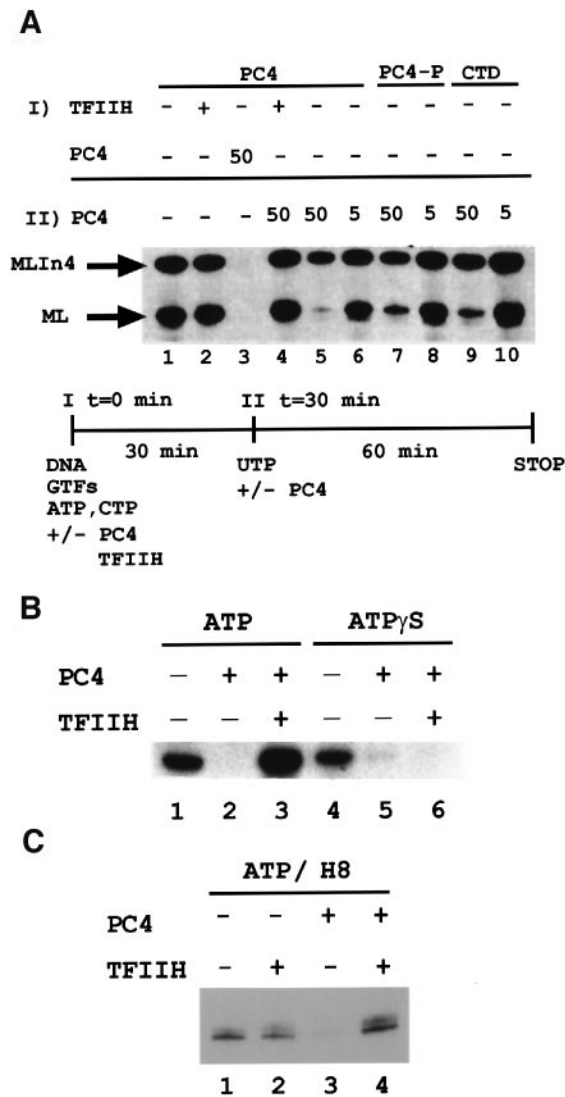 A
PC4 PC4-P CTD
I) TFIIH - + - + - - - - - -
PC4 - - 50 - - - - - - -
II) PC4 - - - 50 50 5 50 5 50 5
MLIn4
ML
1 2 3 4 5 6 7 8 9 10
I t=0 min II t=30 min
30 min 60 min
DNA UTP STOP
GTFs +/- PC4
ATP,CTP
+/- PC4
TFIIH
B
ATP ATPγS
PC4 - + + - + +
TFIIH - - + - - +
1 2 3 4 5 6
C
ATP/ H8
PC4 - - + +
TFIIH - + - +
1 2 3 4